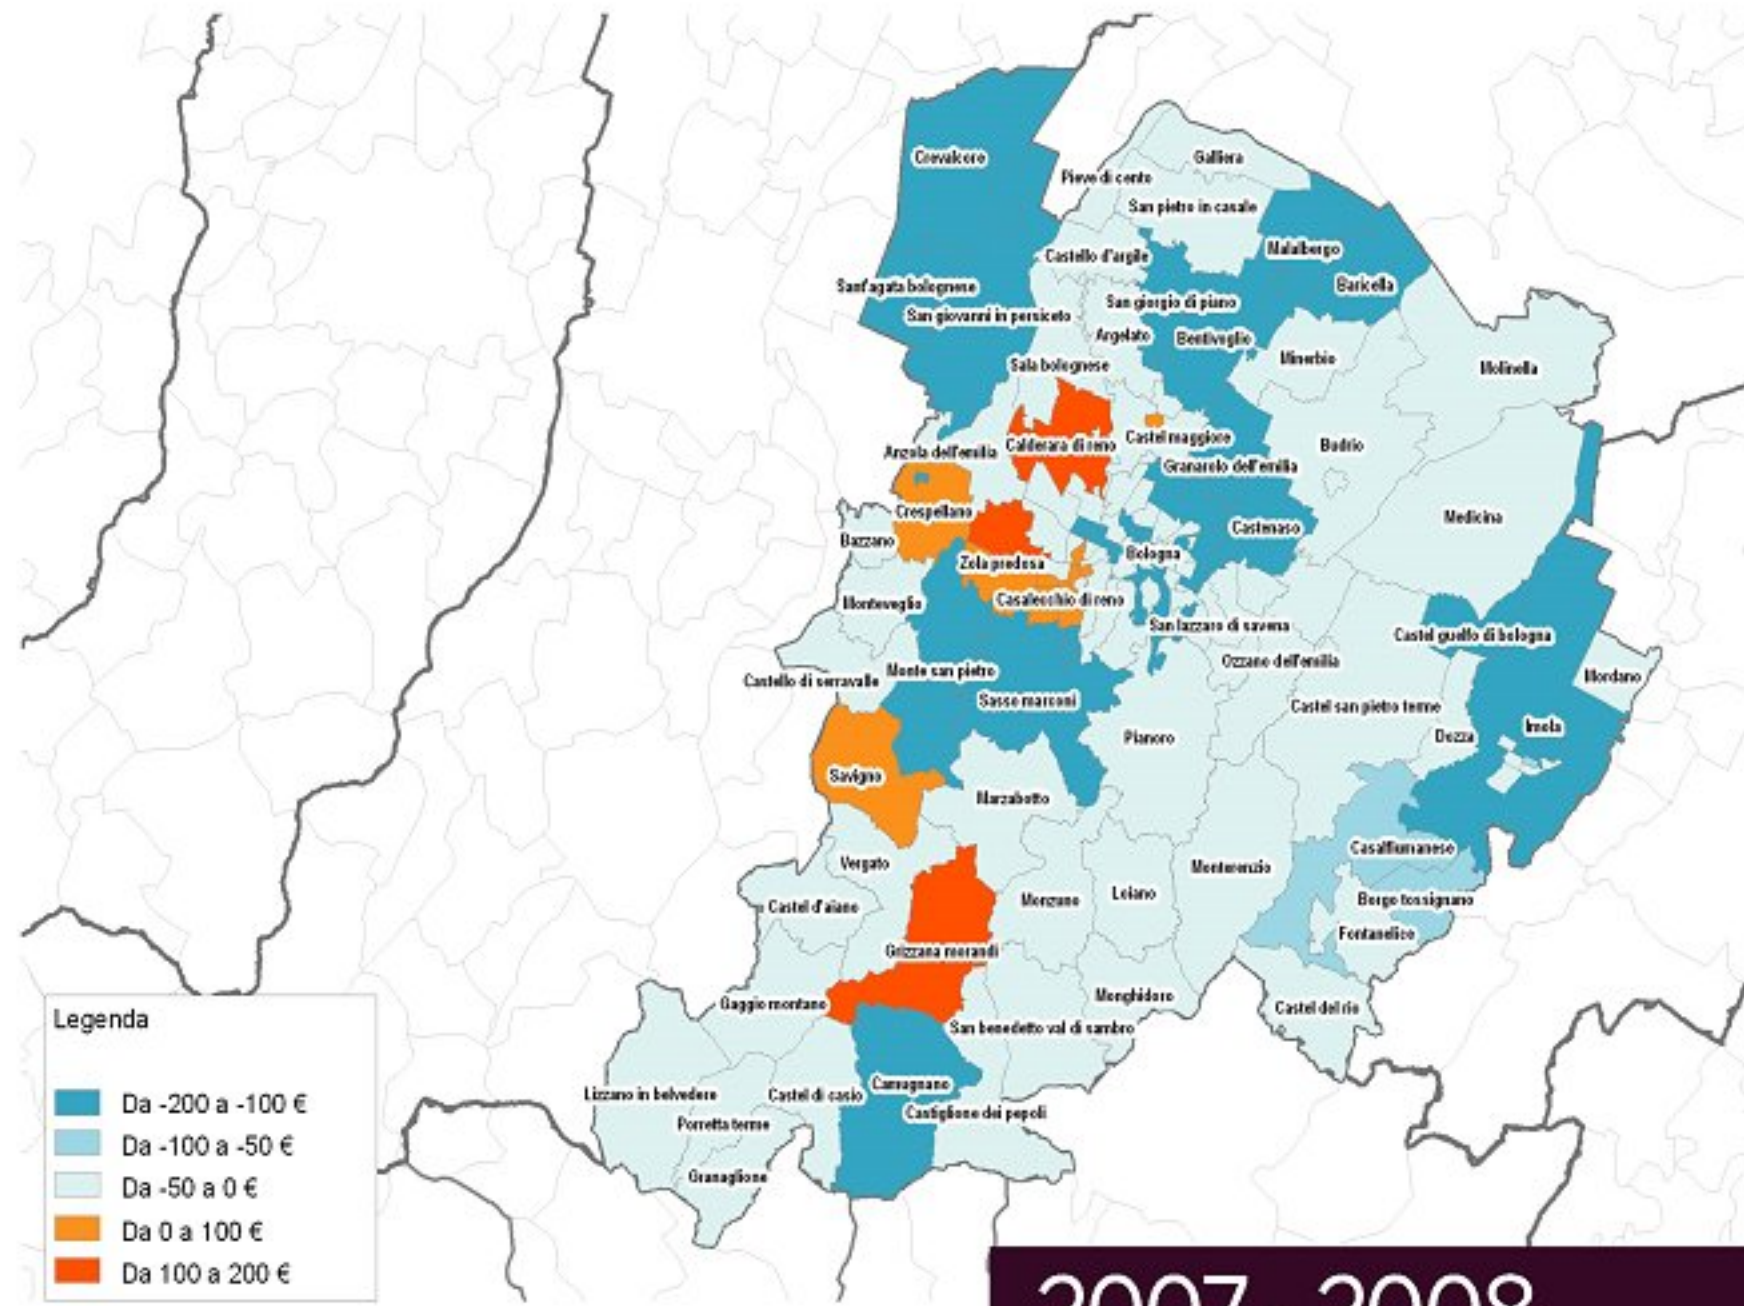 Crevalcore
Galliera
Pieve di cento
San pietro in casale
Malalbergo
Castello d'argile
Baricella
Sant'agata bolognese
San giorgio di piano
San giovanni in persiceto
Argelato
Bentivoglio
Minerbio
Sala bolognese
Molinella
Castel maggiore
Calderara di reno
Budrio
Anzola dell'emilia
Granarolo dell'emilia
Crespellano
Medicina
Castenaso
Bazzano
Bologna
Zola predosa
Monteveglio
Casalecchio di reno
San lazzaro di savena
Castel guelfo di bologna
Ozzano dell'emilia
Monte san pietro
Mordano
Castello di serravalle
Sasso marconi
Castel san pietro terme
Imola
Pianoro
Dozza
Savigno
Marzabotto
Casalfiumanese
Vergato
Monterenzio
Loiano
Monzuno
Borgo tossignano
Castel d'aiano
Fontanelice
Grizzana morandi
Monghidoro
Gaggio montano
Castel del rio
San benedetto val di sambro
Camugnano
Lizzano in belvedere
Castel di casio
Castiglione dei pepoli
Porretta terme
Granaglione
Legenda
Da -200 a -100 €
Da -100 a -50 €
Da -50 a 0 €
Da 0 a 100 €
Da 100 a 200 €
2007 - 2008